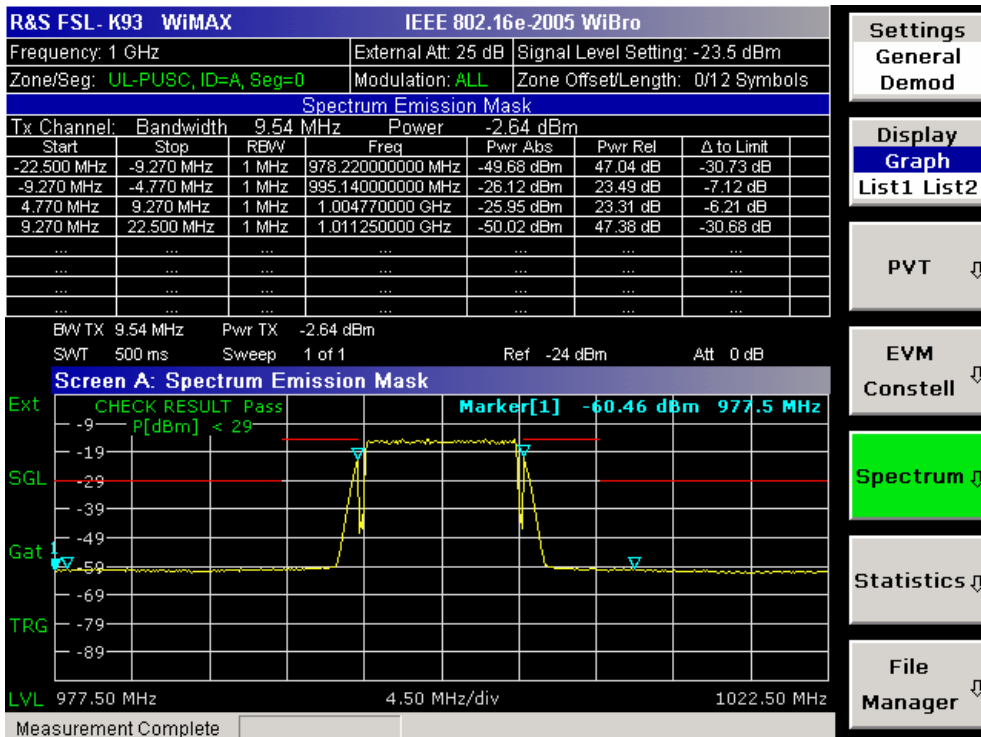 R&S FSL-K93 WiMAX IEEE 802.16e-2005 WiBro
Frequency: 1 GHz External Att: 25 dB Signal Level Setting: -23.5 dBm
Zone/Seg: UL-PUSC, ID=A, Seg=0 Modulation: ALL Zone Offset/Length: 0/12 Symbols
Spectrum Emission Mask
Tx Channel: Bandwidth 9.54 MHz Power -2.64 dBm
Start Stop RBW Freq Pwr Abs Pwr Rel Δ to Limit
-22.500 MHz -9.270 MHz 1 MHz 978.220000000 MHz -49.68 dBm 47.04 dB -30.73 dB
-9.270 MHz -4.770 MHz 1 MHz 995.140000000 MHz -26.12 dBm 23.49 dB -7.12 dB
4.770 MHz 9.270 MHz 1 MHz 1.004770000 GHz -25.95 dBm 23.31 dB -6.21 dB
9.270 MHz 22.500 MHz 1 MHz 1.011250000 GHz -50.02 dBm 47.38 dB -30.68 dB
... ... ... ... ... ... ...
... ... ... ... ... ... ...
... ... ... ... ... ... ...
... ... ... ... ... ... ...
BW TX 9.54 MHz Pwr TX -2.64 dBm
SWT 500 ms Sweep 1 of 1 Ref -24 dBm Att 0 dB
Screen A: Spectrum Emission Mask
Ext
CHECK RESULT Pass
Marker[1] -60.46 dBm 977.5 MHz
-9
P[dBm] < 29
-19
SGL
-29
-39
-49
Gat
1
-59
-69
TRG
-79
-89
LVL 977.50 MHz 4.50 MHz/div 1022.50 MHz
Measurement Complete
Settings
General
Demod
Display
Graph
List1 List2
PVT
EVM
Constell
Spectrum
Statistics
File
Manager